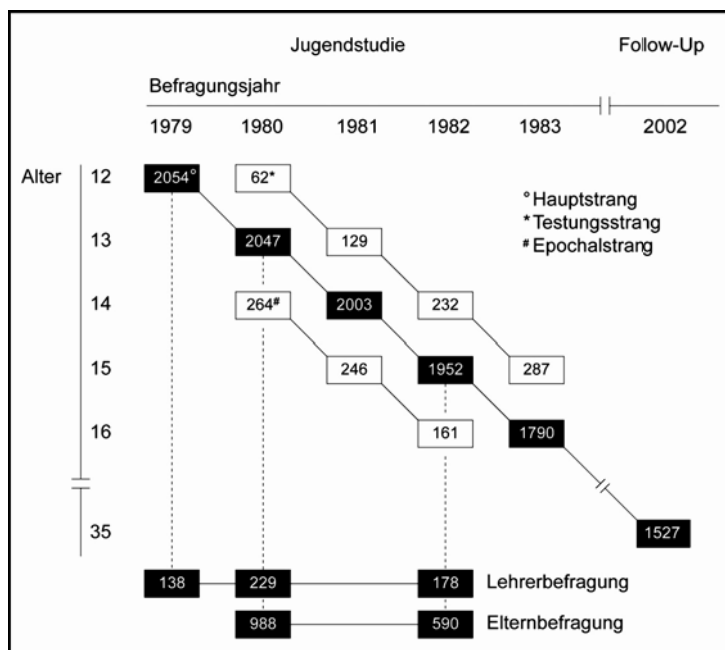 Jugendstudie Follow-Up
Befragungsjahr
1979 1980 1981 1982 1983 2002
Alter 12 2054° 62*
°Hauptstrang
*Testungsstrang
#Epochalstrang
13 2047 129
14 264# 2003 232
15 246 1952 287
16 161 1790
35 1527
138 229 178 Lehrerbefragung
988 590 Elternbefragung